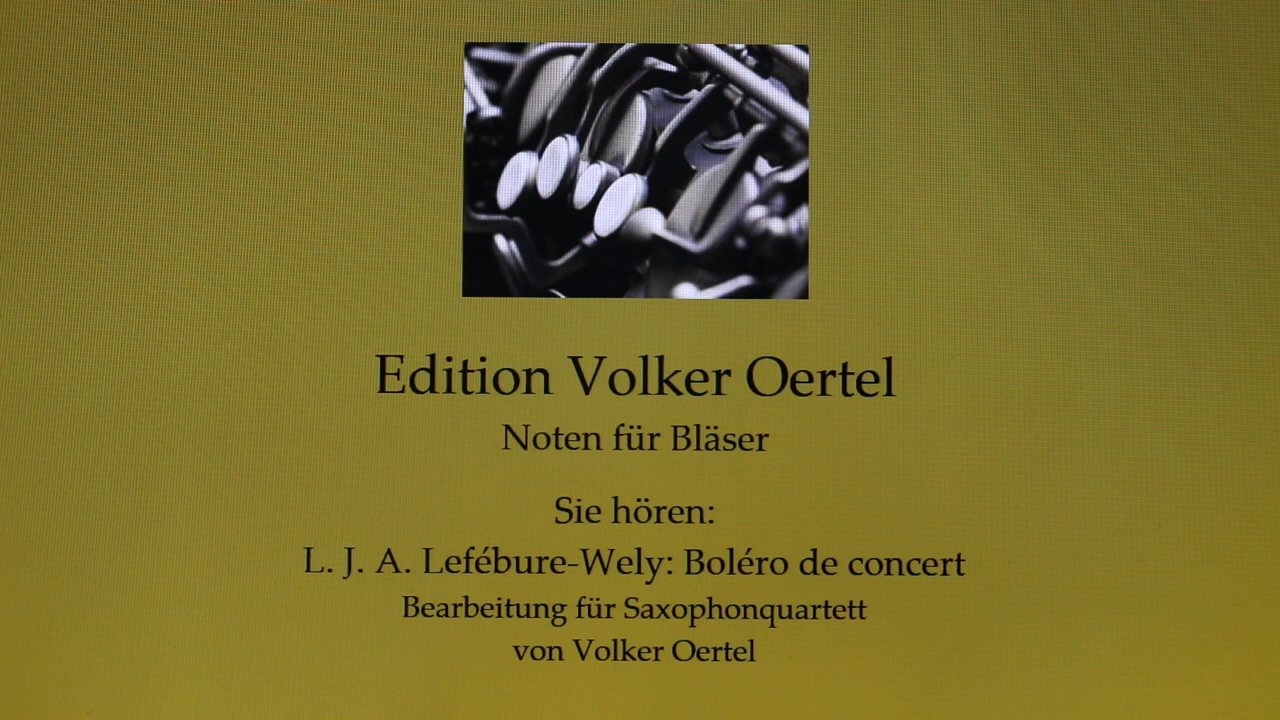 Edition Volker Oertel
Noten für Bläser
Sie hören:
L. J. A. Lefébure-Wely: Boléro de concert
Bearbeitung für Saxophonquartett
von Volker Oertel